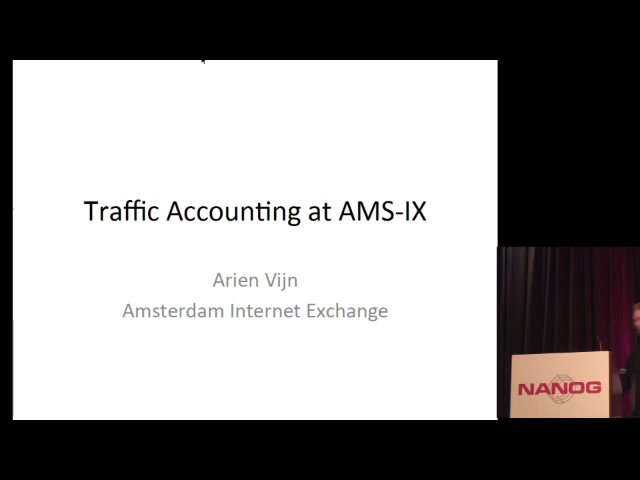 Traffic Accounting at AMS-IX
Arien Vijn
Amsterdam Internet Exchange
NANOG